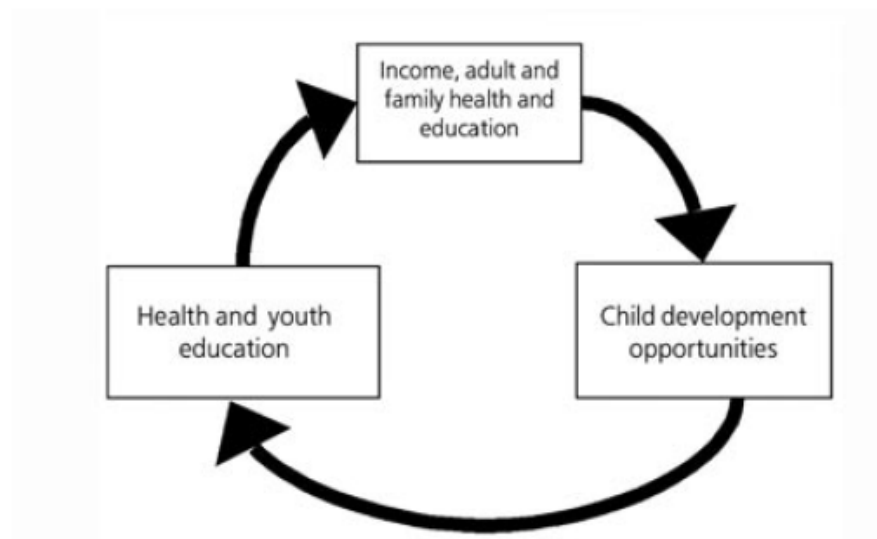 Income, adult and
family health and
education
Health and youth
education
Child development
opportunities